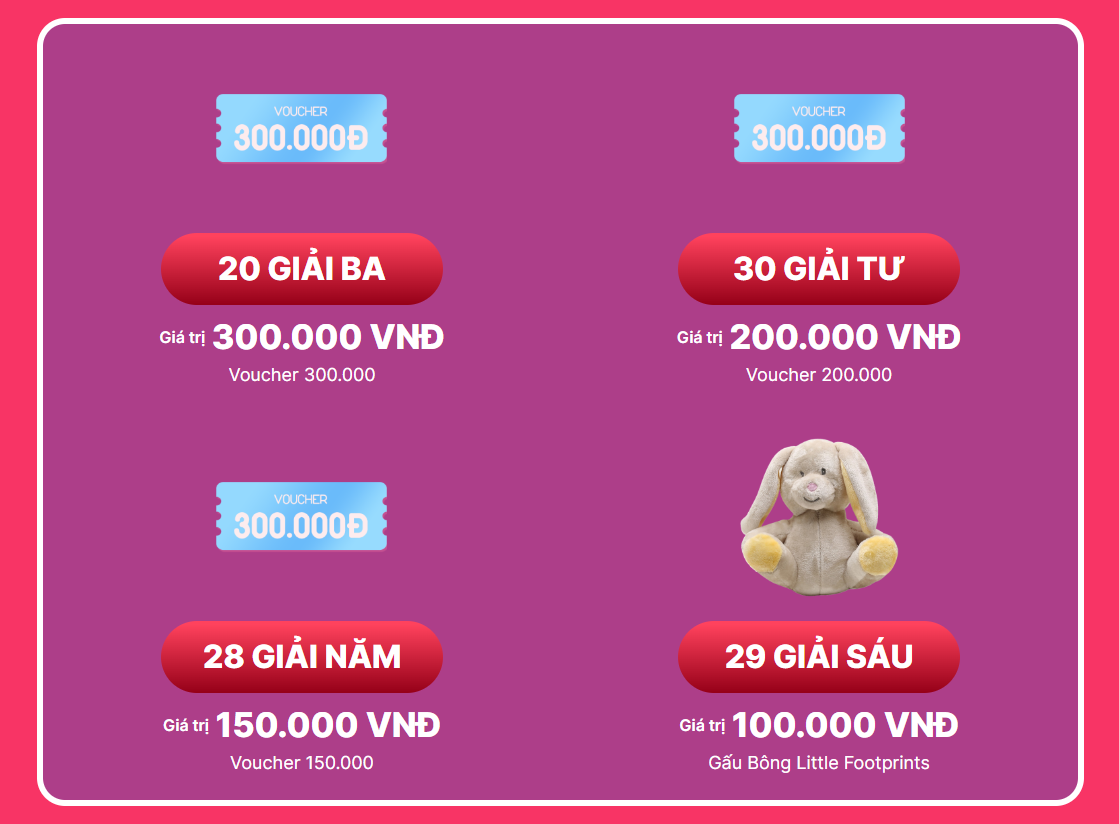 VOUCHER
300.000Đ
VOUCHER
300.000Đ
20 GIẢI BA
30 GIẢI TƯ
Giá trị 300.000 VNĐ
Giá trị 200.000 VNĐ
Voucher 300.000
Voucher 200.000
VOUCHER
300.000Đ
28 GIẢI NĂM
29 GIẢI SÁU
Giá trị 150.000 VNĐ
Giá trị 100.000 VNĐ
Voucher 150.000
Gấu Bông Little Footprints